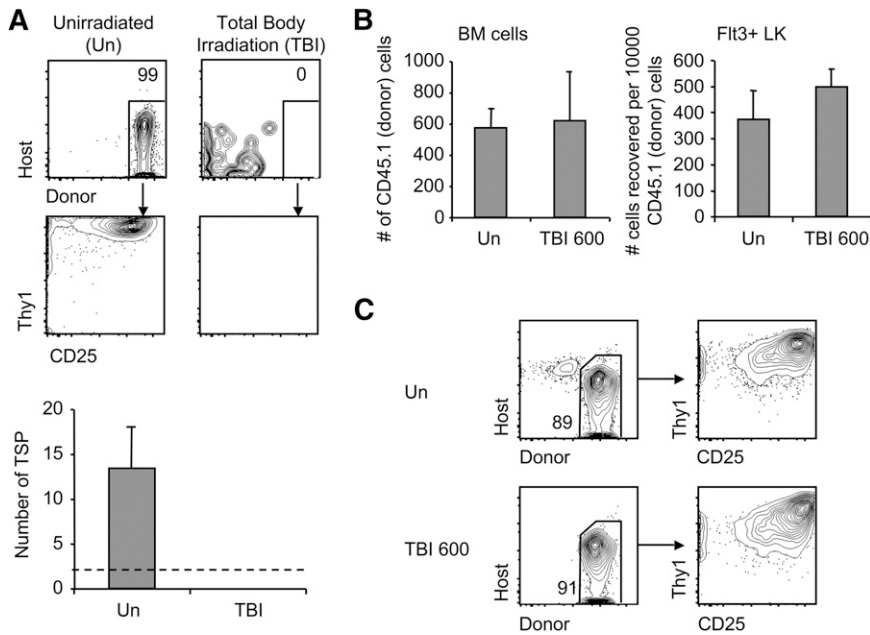 A
Unirradiated
(Un)
Total Body
Irradiation (TBI)
99
0
Host
Donor
Thy1
CD25
Number of TSP
20
15
10
5
0
Un
TBI
B
BM cells
# of CD45.1 (donor) cells
1000
800
600
400
200
0
Un
TBI 600
Flt3+ LK
# cells recovered per 10000
CD45.1 (donor) cells
600
500
400
300
200
100
0
Un
TBI 600
C
Un
Host
89
Donor
Thy1
CD25
TBI 600
Host
91
Donor
Thy1
CD25